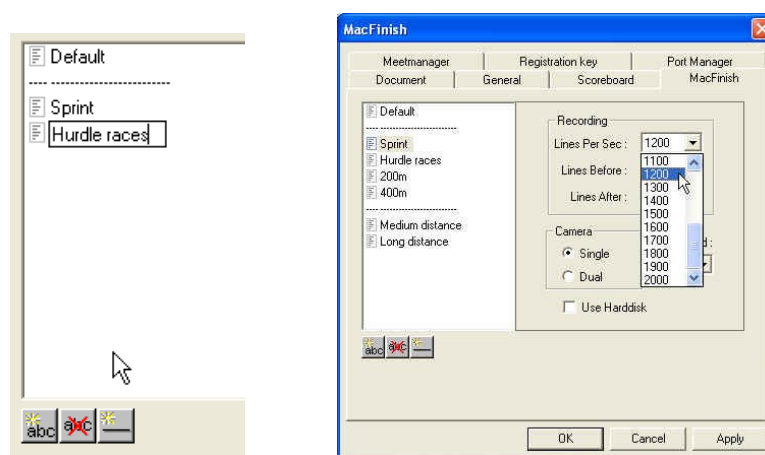 Default
---- ------------------------
Sprint
Hurdle races
abc abc
MacFinish
Meetmanager Registration key Port Manager
Document General Scoreboard MacFinish
Default
---- ------------------------
Sprint
Hurdle races
200m
400m
---- ------------------------
Medium distance
Long distance
abc abc
Recording
Lines Per Sec : 1200
Lines Before :
Lines After :
1100
1200
1300
1400
1500
1600
1700
1800
1900
2000
Camera
Single
Dual
Use Harddisk
OK Cancel Apply